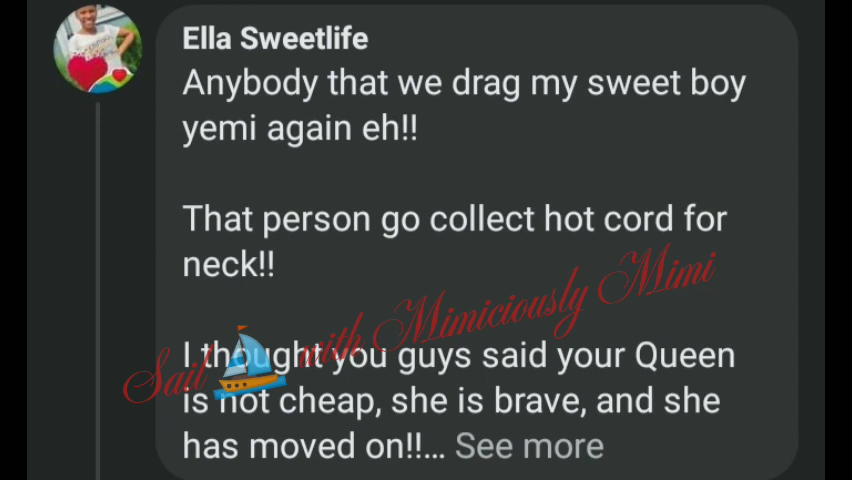 Ella Sweetlife
Anybody that we drag my sweet boy
yemi again eh!!
That person go collect hot cord for
neck!!
I thought you guys said your Queen
is not cheap, she is brave, and she
has moved on!!... See more
Sail ⛵ with Mimiciously Mimi